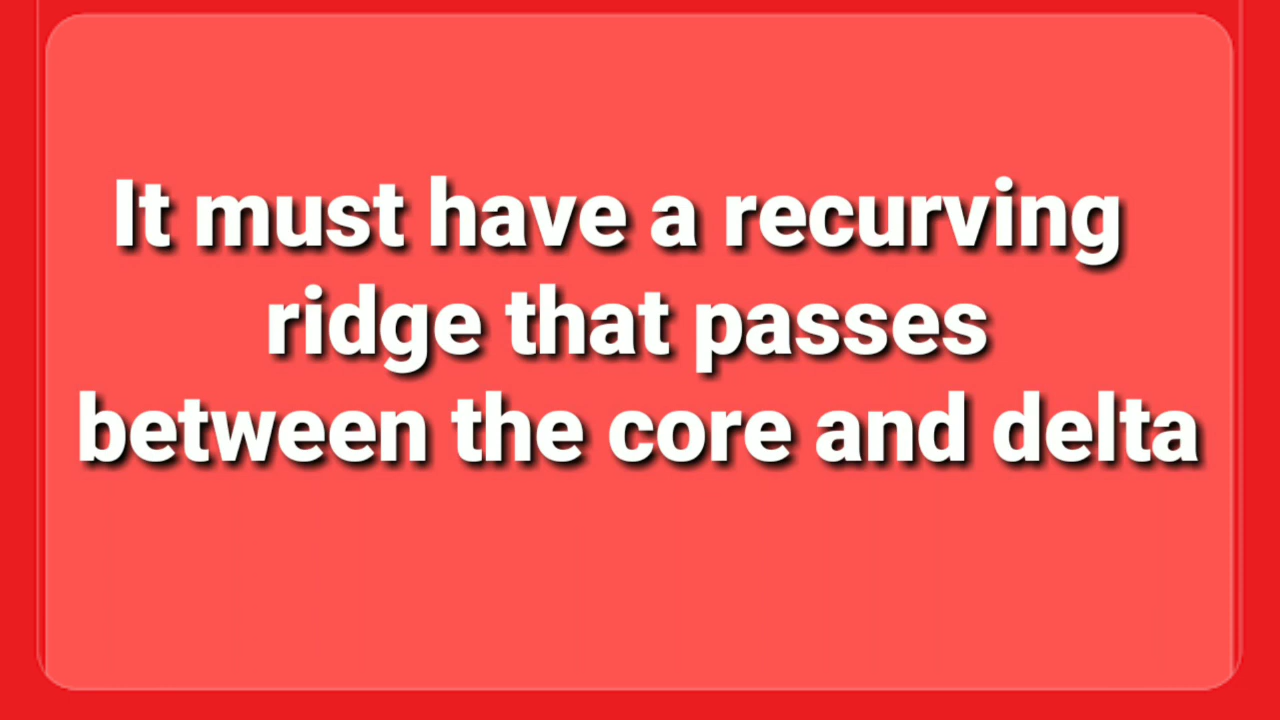 It must have a recurving
ridge that passes
between the core and delta